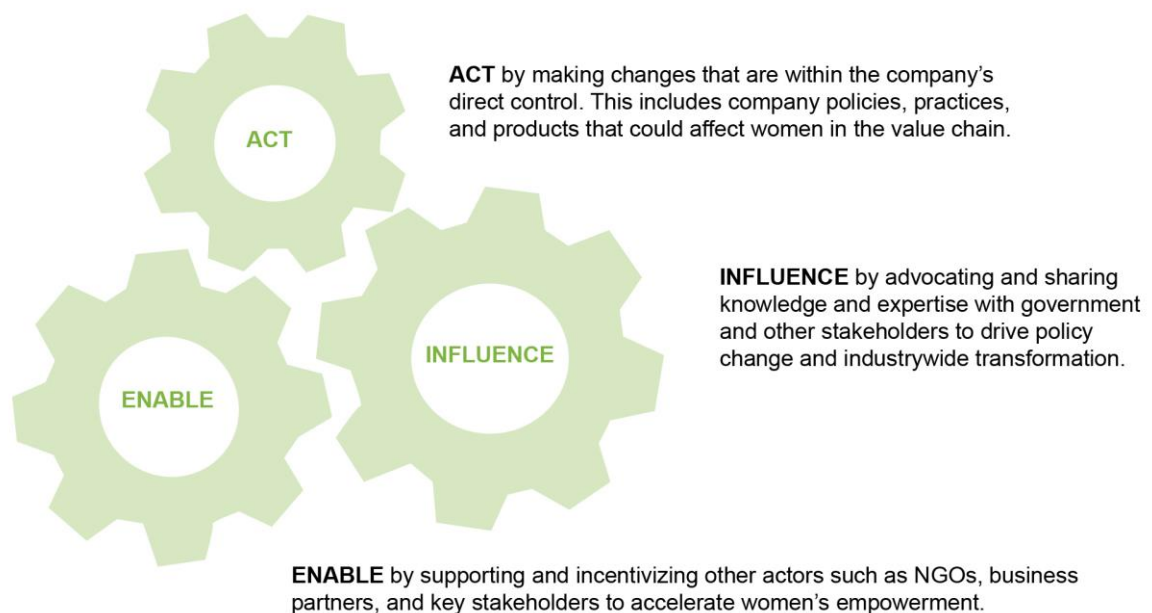 ACT
ACT by making changes that are within the company's
direct control. This includes company policies, practices,
and products that could affect women in the value chain.
INFLUENCE
INFLUENCE by advocating and sharing
knowledge and expertise with government
and other stakeholders to drive policy
change and industrywide transformation.
ENABLE
ENABLE by supporting and incentivizing other actors such as NGOs, business
partners, and key stakeholders to accelerate women's empowerment.